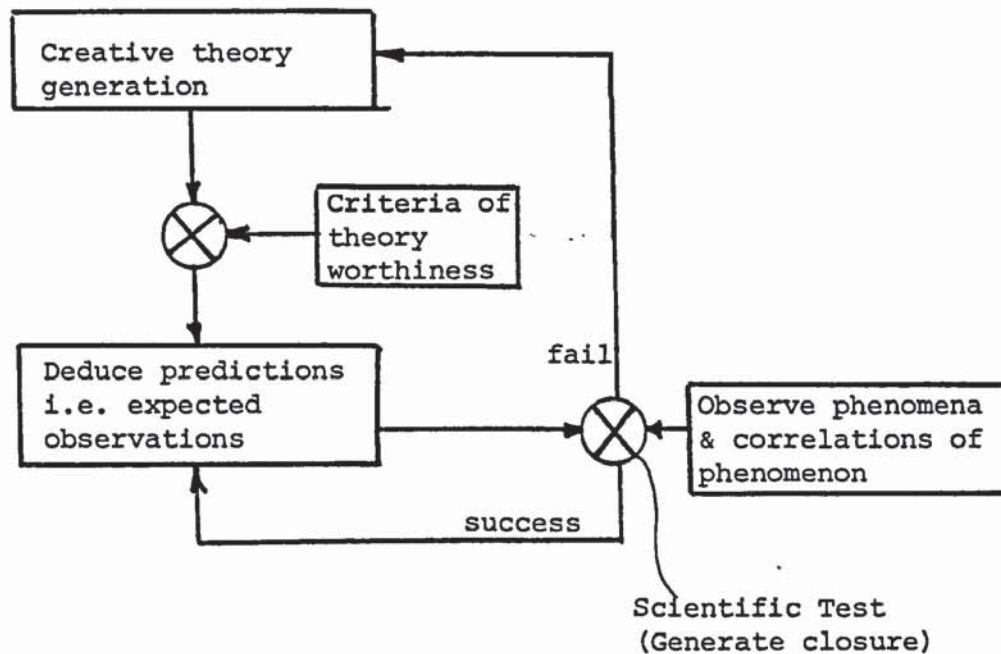 Creative theory
generation
Criteria of
theory
worthiness
Deduce predictions
i.e. expected
observations
fail
Observe phenomena
& correlations of
phenomenon
success
Scientific Test
(Generate closure)